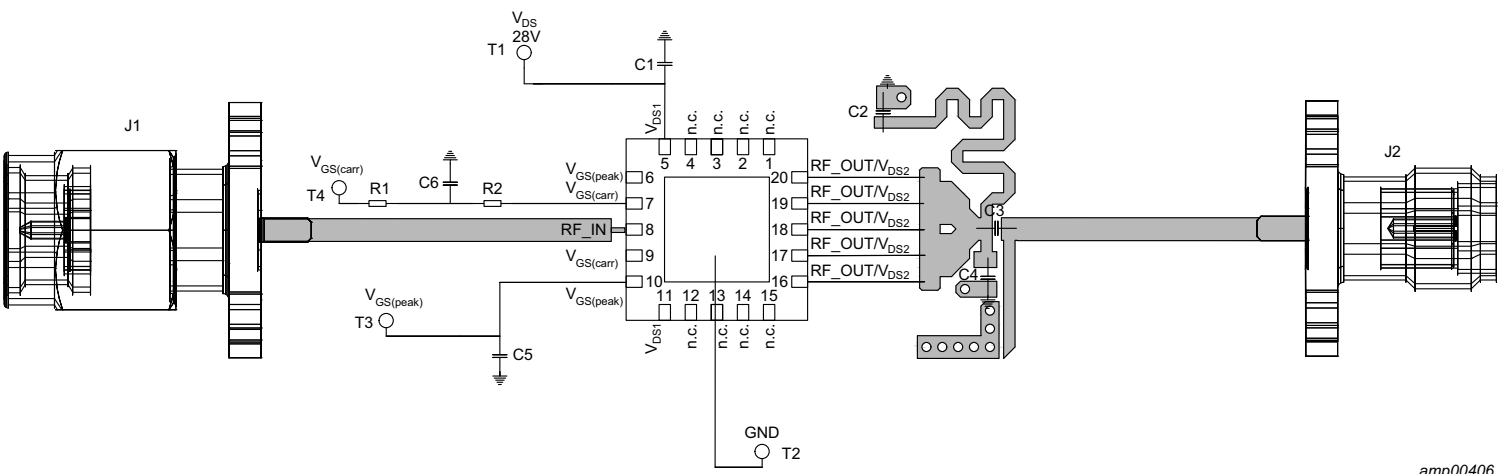 V_DS
28V
T1
C1
J1
V_DS1
n.c.
n.c.
n.c.
n.c.
5
4
3
2
1
C2
J2
V_GS(carr)
T4
R1
C6
R2
V_GS(peak)
6
V_GS(carr)
7
RF_IN
8
V_GS(carr)
9
V_GS(peak)
10
20
RF_OUT/V_DS2
19
RF_OUT/V_DS2
18
RF_OUT/V_DS2
17
RF_OUT/V_DS2
16
RF_OUT/V_DS2
C3
C4
V_GS(peak)
T3
C5
11
12
13
14
15
V_DS1
n.c.
n.c.
n.c.
n.c.
GND
T2
amp00406